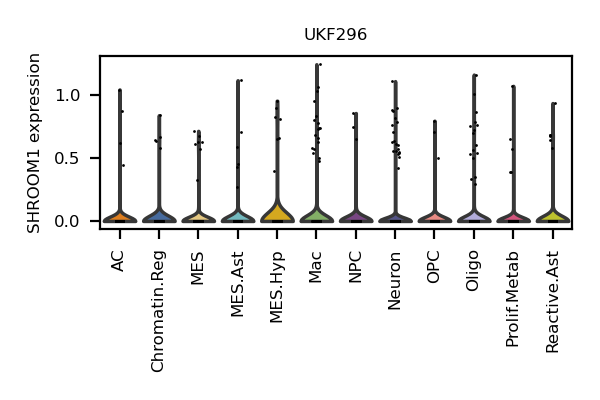 UKF296
SHROOM1 expression
1.0
0.5
0.0
AC
Chromatin.Reg
MES
MES.Ast
MES.Hyp
Mac
NPC
Neuron
OPC
Oligo
Prolif.Metab
Reactive.Ast